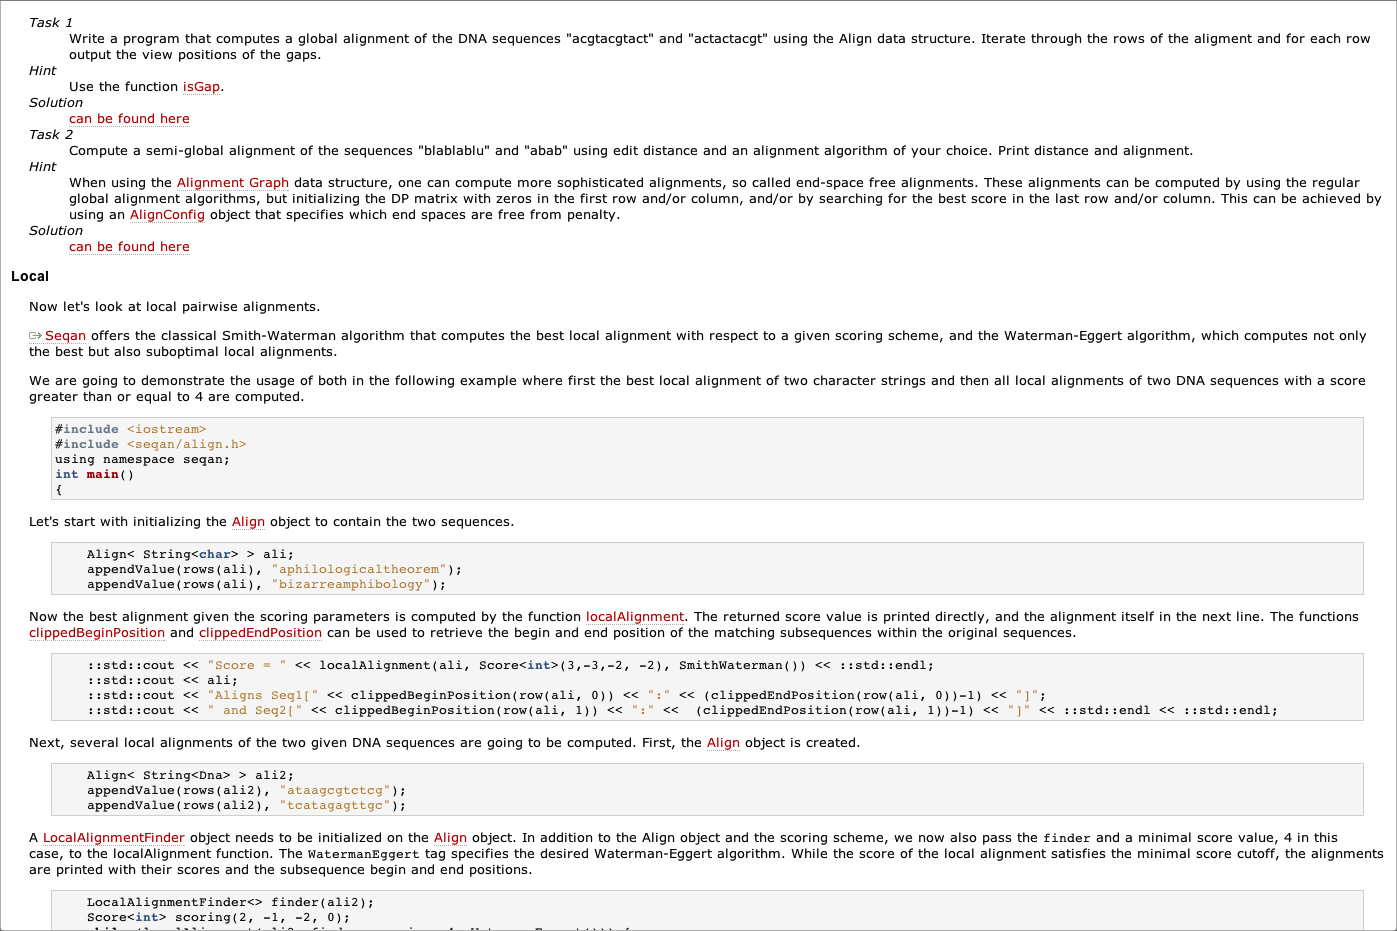 Task 1
Write a program that computes a global alignment of the DNA sequences "acgtacgtact" and "actactacgt" using the Align data structure. Iterate through the rows of the aligment and for each row
output the view positions of the gaps.
Hint
Use the function isGap.
Solution
can be found here
Task 2
Compute a semi-global alignment of the sequences "blablablu" and "abab" using edit distance and an alignment algorithm of your choice. Print distance and alignment.
Hint
When using the Alignment Graph data structure, one can compute more sophisticated alignments, so called end-space free alignments. These alignments can be computed by using the regular
global alignment algorithms, but initializing the DP matrix with zeros in the first row and/or column, and/or by searching for the best score in the last row and/or column. This can be achieved by
using an AlignConfig object that specifies which end spaces are free from penalty.
Solution
can be found here
Local
Now let's look at local pairwise alignments.
Seqan offers the classical Smith-Waterman algorithm that computes the best local alignment with respect to a given scoring scheme, and the Waterman-Eggert algorithm, which computes not only
the best but also suboptimal local alignments.
We are going to demonstrate the usage of both in the following example where first the best local alignment of two character strings and then all local alignments of two DNA sequences with a score
greater than or equal to 4 are computed.
#include <iostream>
#include <seqan/align.h>
using namespace seqan;
int main()
{
Let's start with initializing the Align object to contain the two sequences.
Align< String<char> > ali;
appendValue(rows(ali), "aphilologicaltheorem");
appendValue(rows(ali), "bizarreamphibology");
Now the best alignment given the scoring parameters is computed by the function localAlignment. The returned score value is printed directly, and the alignment itself in the next line. The functions
clippedBeginPosition and clippedEndPosition can be used to retrieve the begin and end position of the matching subsequences within the original sequences.
::std::cout << "Score = " << localAlignment(ali, Score<int>(3,-3,-2, -2), SmithWaterman()) << ::std::endl;
::std::cout << ali;
::std::cout << "Aligns Seq1[" << clippedBeginPosition(row(ali, 0)) << ":" << (clippedEndPosition(row(ali, 0))-1) << "]";
::std::cout << " and Seq2[" << clippedBeginPosition(row(ali, 1)) << ":" <<  (clippedEndPosition(row(ali, 1))-1) << "]" << ::std::endl << ::std::endl;
Next, several local alignments of the two given DNA sequences are going to be computed. First, the Align object is created.
Align< String<Dna> > ali2;
appendValue(rows(ali2), "ataagcgtctcg");
appendValue(rows(ali2), "tcatagagttgc");
A LocalAlignmentFinder object needs to be initialized on the Align object. In addition to the Align object and the scoring scheme, we now also pass the finder and a minimal score value, 4 in this
case, to the localAlignment function. The WatermanEggert tag specifies the desired Waterman-Eggert algorithm. While the score of the local alignment satisfies the minimal score cutoff, the alignments
are printed with their scores and the subsequence begin and end positions.
LocalAlignmentFinder<> finder(ali2);
Score<int> scoring(2, -1, -2, 0);